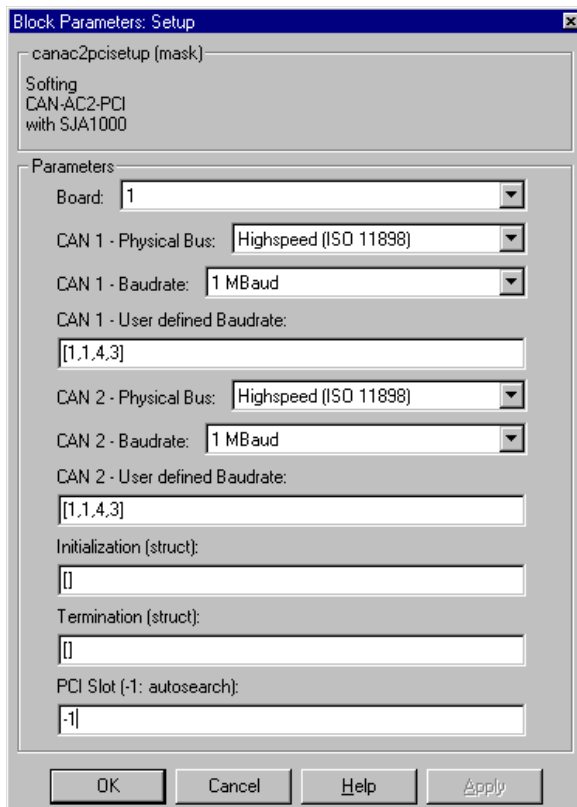 Block Parameters: Setup
canac2pcisetup (mask)
Softing
CAN-AC2-PCI
with SJA1000
Parameters
Board: 1
CAN 1 - Physical Bus: Highspeed (ISO 11898)
CAN 1 - Baudrate: 1 MBaud
CAN 1 - User defined Baudrate:
[1,1,4,3]
CAN 2 - Physical Bus: Highspeed (ISO 11898)
CAN 2 - Baudrate: 1 MBaud
CAN 2 - User defined Baudrate:
[1,1,4,3]
Initialization (struct):
[]
Termination (struct):
[]
PCI Slot (-1: autosearch):
-1
OK Cancel Help Apply